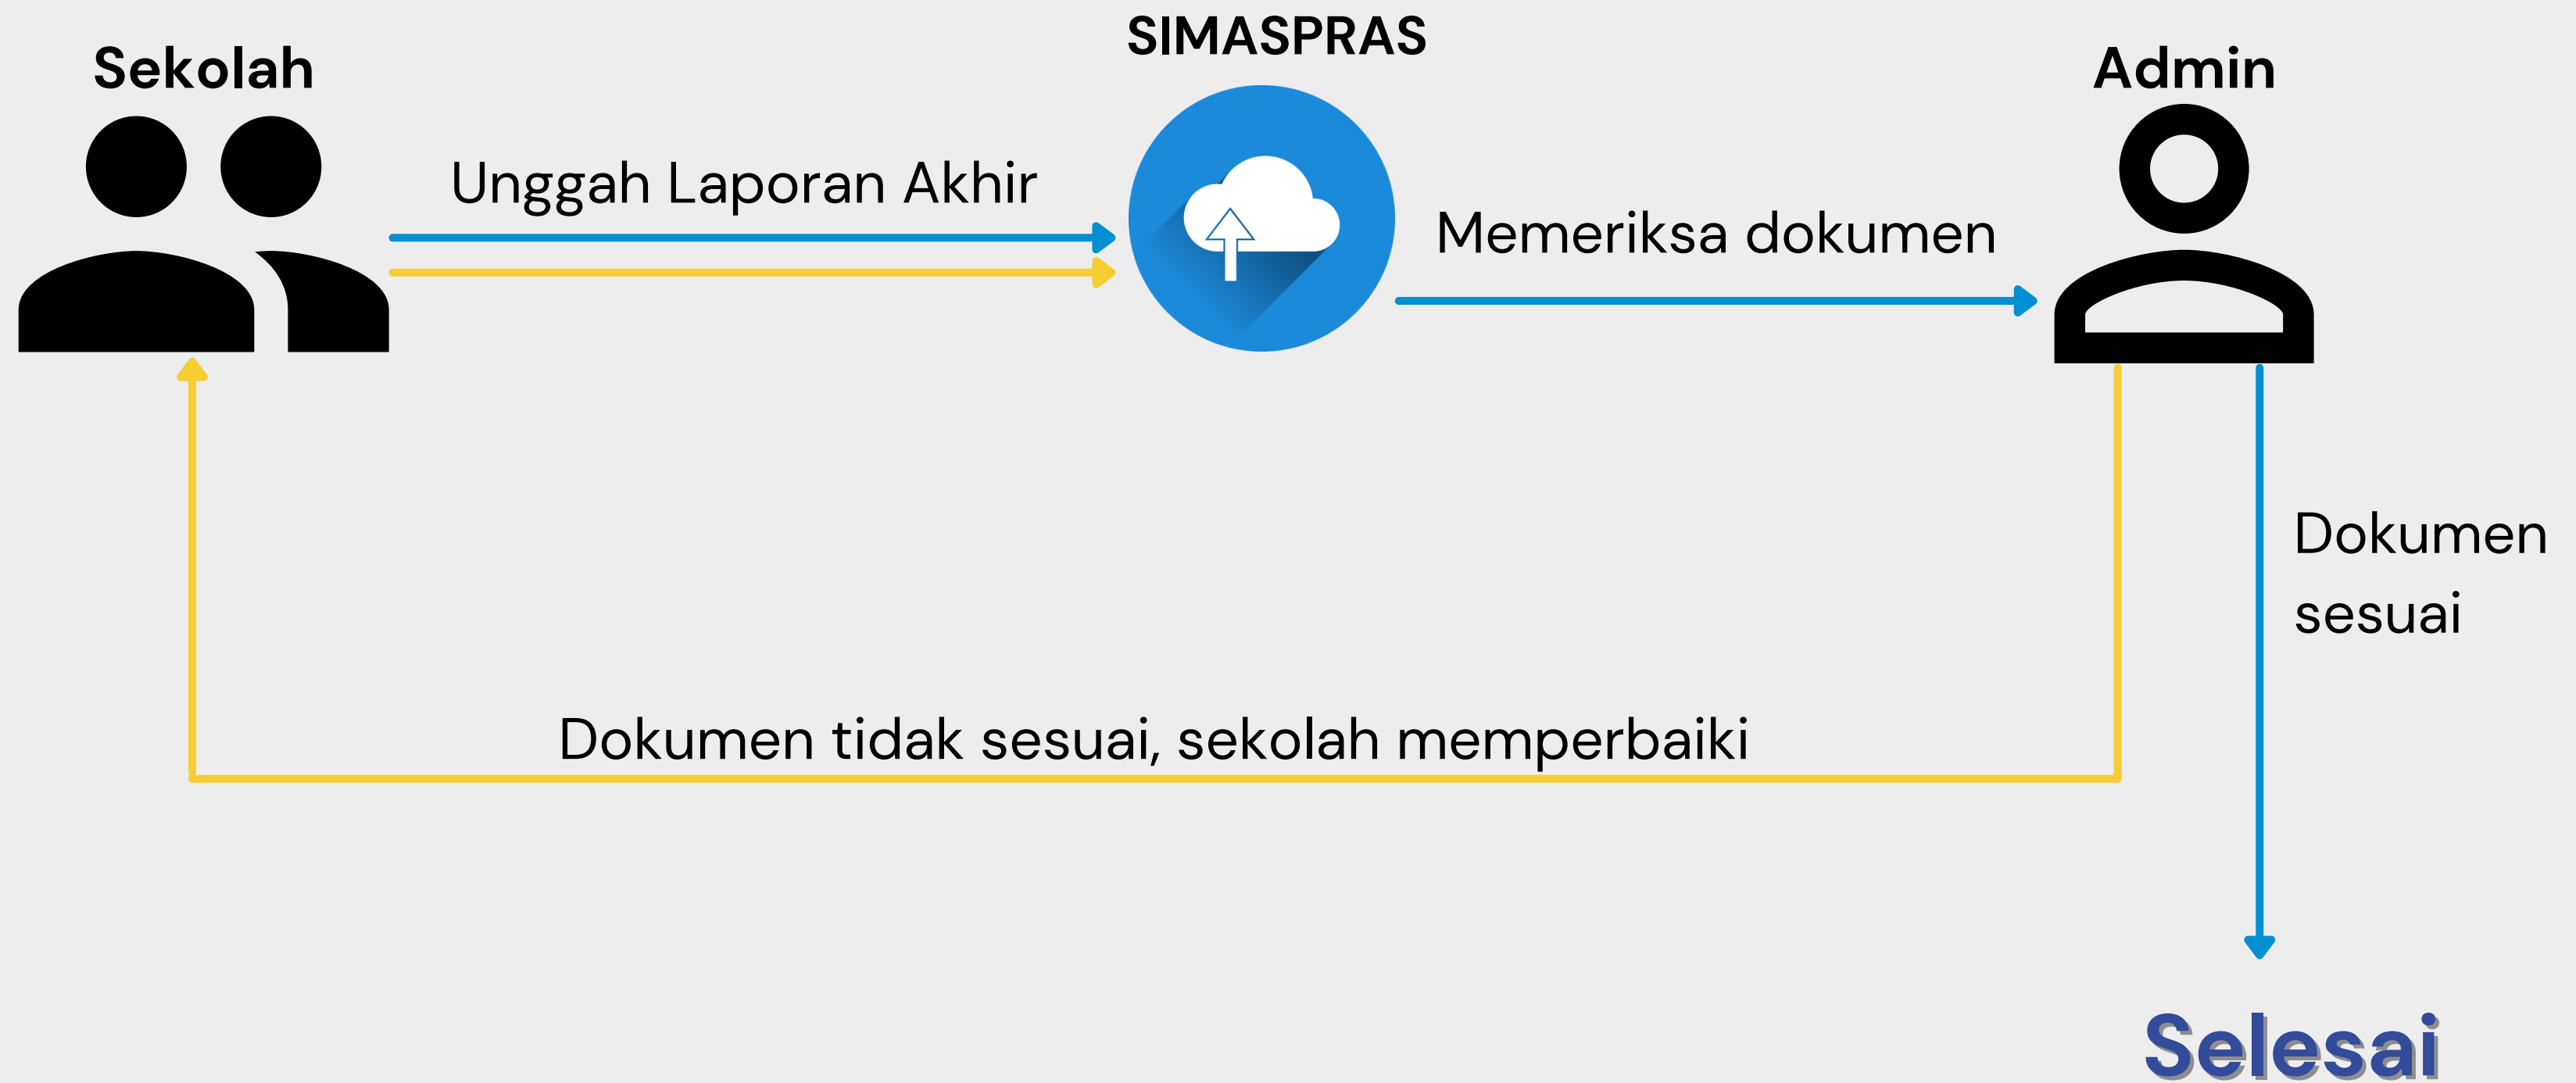 SIMASPRAS
Sekolah
Admin
Unggah Laporan Akhir
Memeriksa dokumen
Dokumen
sesuai
Dokumen tidak sesuai, sekolah memperbaiki
Selesai